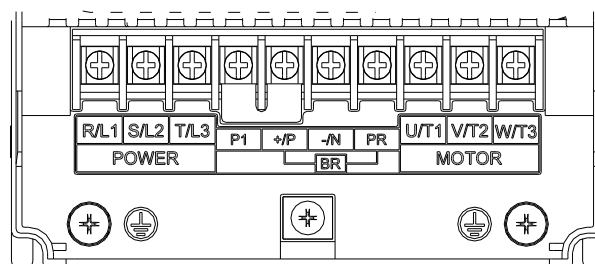 R/L1 S/L2 T/L3 P1 +/P -/N PR U/T1 V/T2 W/T3
POWER BR MOTOR